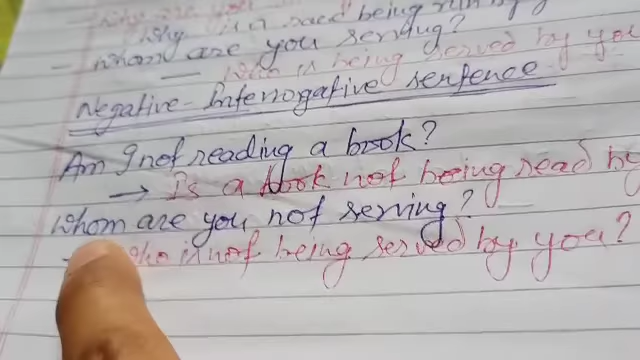 is a race being run by
- whom are you serving?
— Who is being served by you
Negative-Interrogative sentence
Am I not reading a book?
→ Is a book not being read by
whom are you not serving?
who is not being served by you?